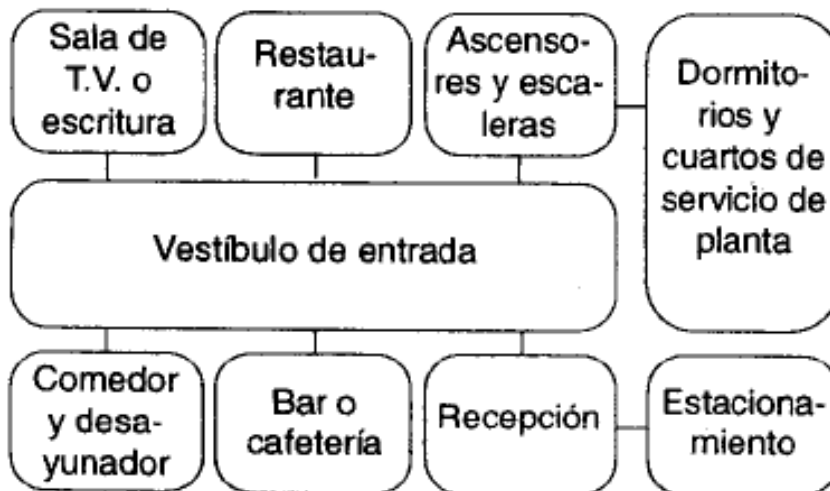 Sala de
T.V. o
escritura
Restau-
rante
Ascenso-
res y esca-
leras
Dormito-
rios y
cuartos de
servicio de
planta
Vestíbulo de entrada
Comedor
y desa-
yunador
Bar o
cafetería
Recepción
Estaciona-
miento